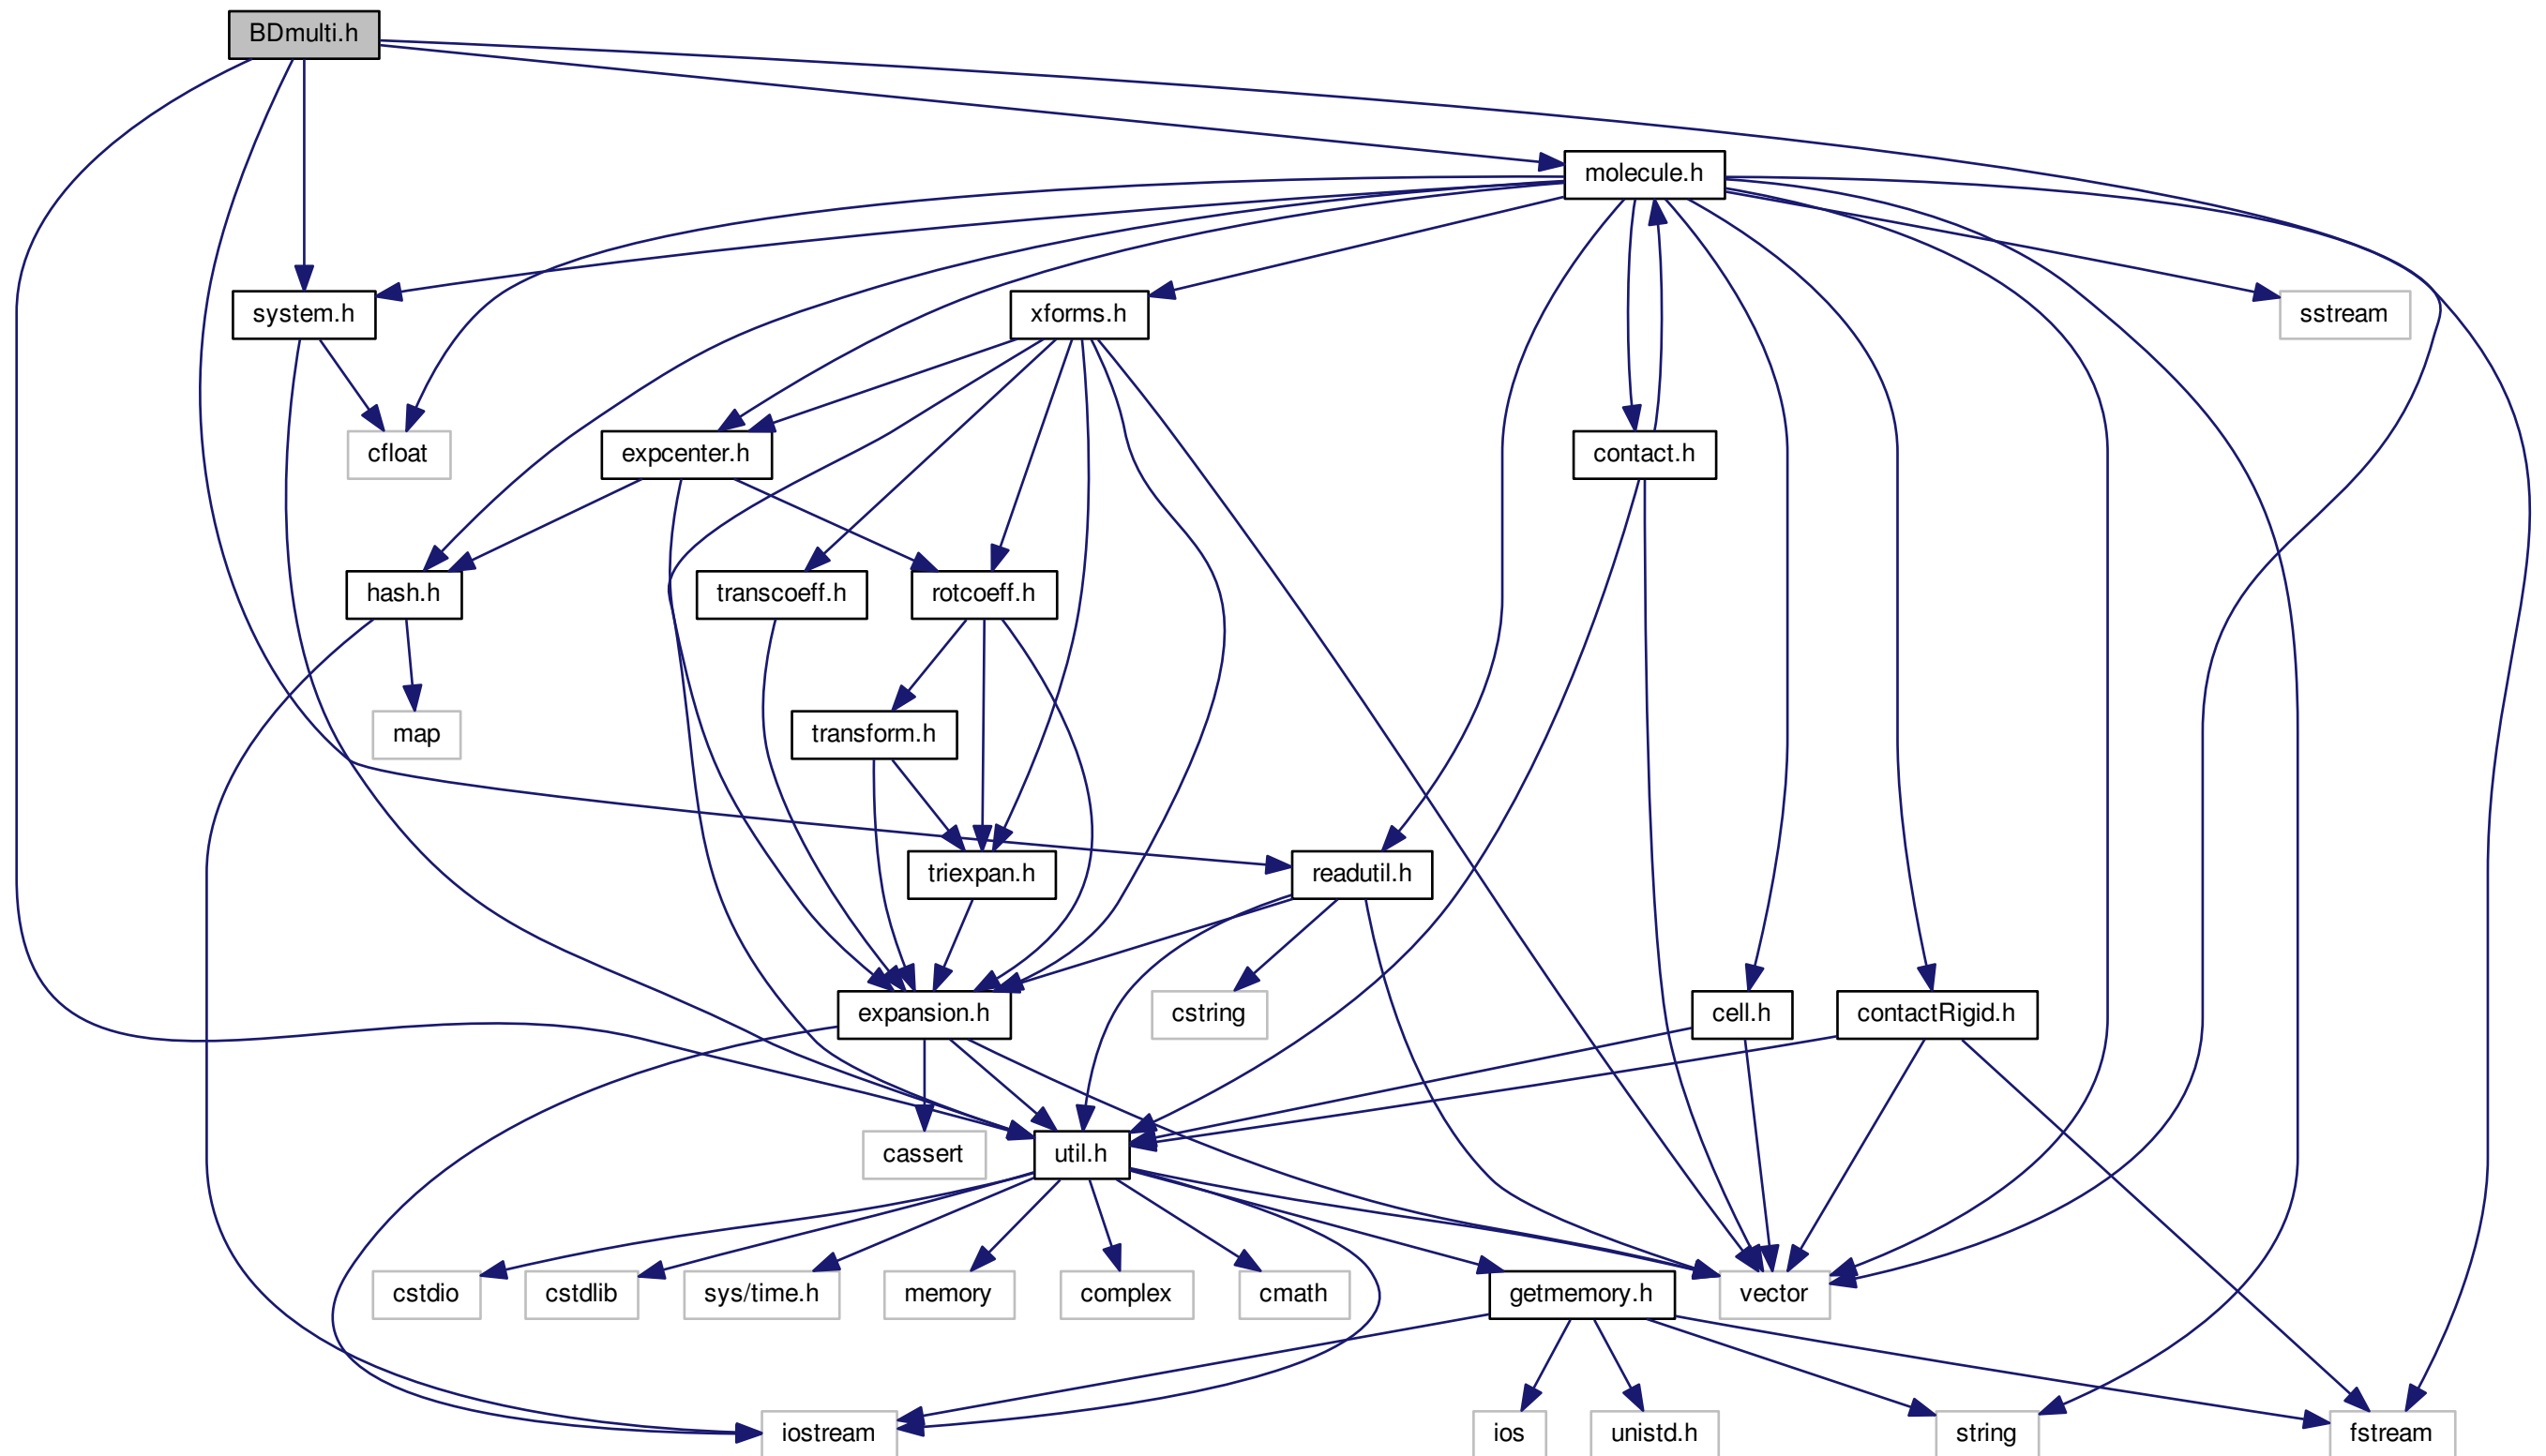 BDmulti.h
molecule.h
system.h
xforms.h
sstream
cfloat
expcenter.h
contact.h
hash.h
transcoeff.h
rotcoeff.h
map
transform.h
triexpan.h
readutil.h
expansion.h
cstring
cell.h
contactRigid.h
cassert
util.h
cstdio
cstdlib
sys/time.h
memory
complex
cmath
getmemory.h
vector
iostream
ios
unistd.h
string
fstream